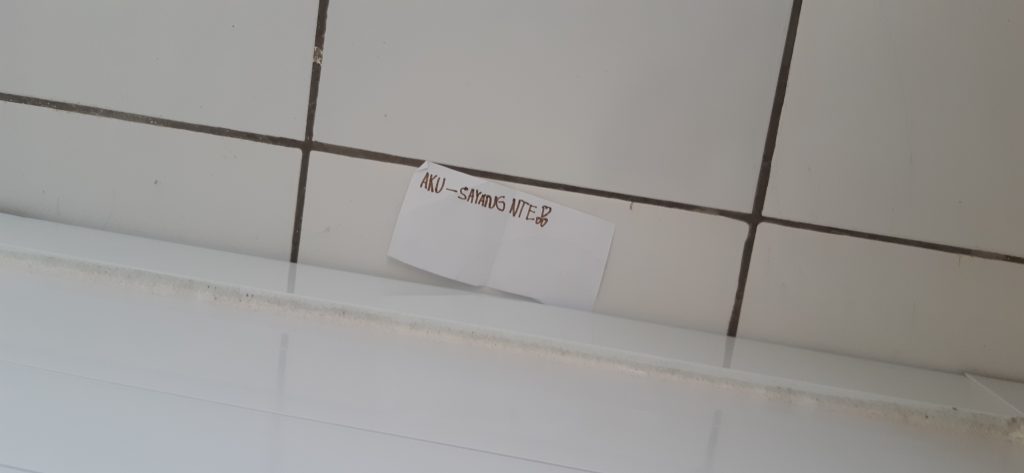 AKU - SAYANG NTE